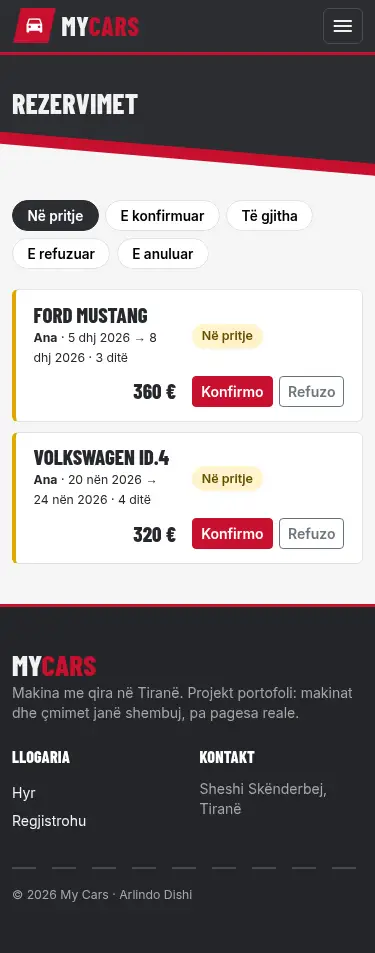 MYCARS
REZERVIMET
Në pritje
E konfirmuar
Të gjitha
E refuzuar
E anuluar
FORD MUSTANG
Ana · 5 dhj 2026 → 8
dhj 2026 · 3 ditë
Në pritje
360 €
Konfirmo
Refuzo
VOLKSWAGEN ID.4
Ana · 20 nën 2026 →
24 nën 2026 · 4 ditë
Në pritje
320 €
Konfirmo
Refuzo
MYCARS
Makina me qira në Tiranë. Projekt portofoli: makinat
dhe çmimet janë shembuj, pa pagesa reale.
LLOGARIA
Hyr
Regjistrohu
KONTAKT
Sheshi Skënderbej,
Tiranë
© 2026 My Cars · Arlindo Dishi